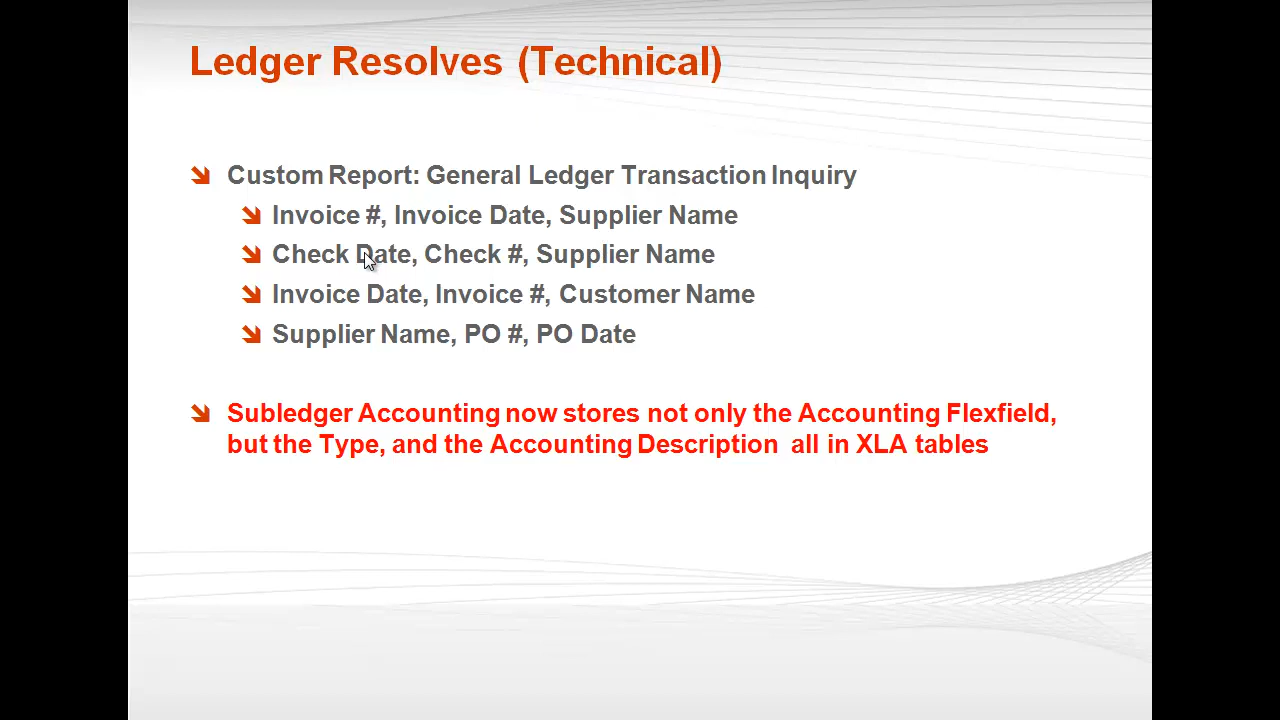 Ledger Resolves (Technical)
Custom Report: General Ledger Transaction Inquiry
Invoice #, Invoice Date, Supplier Name
Check Date, Check #, Supplier Name
Invoice Date, Invoice #, Customer Name
Supplier Name, PO #, PO Date
Subledger Accounting now stores not only the Accounting Flexfield,
but the Type, and the Accounting Description all in XLA tables